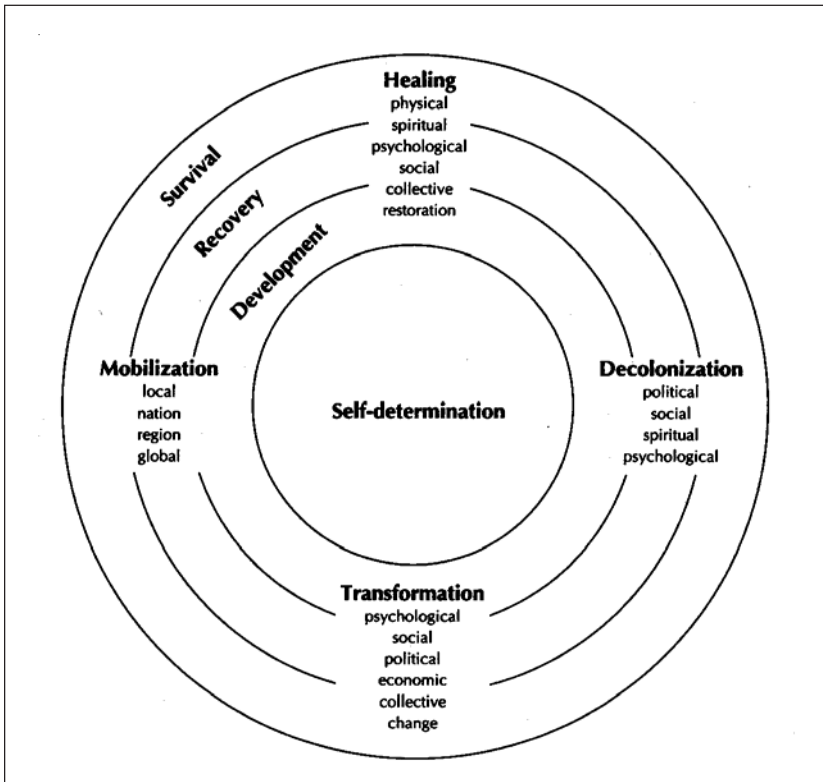 Healing
physical
spiritual
psychological
social
collective
restoration
Survival
Recovery
Development
Mobilization
local
nation
region
global
Self-determination
Decolonization
political
social
spiritual
psychological
Transformation
psychological
social
political
economic
collective
change